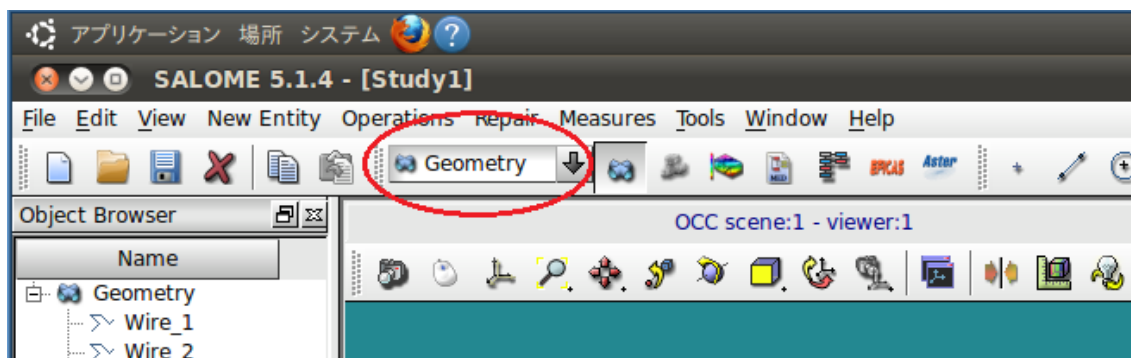 アプリケーション 場所 システム
SALOME 5.1.4 - [Study1]
File Edit View New Entity Operations Repair Measures Tools Window Help
Geometry MED EFICAS Aster
Object Browser
OCC scene:1 - viewer:1
Name
Geometry
Wire_1
Wire_2